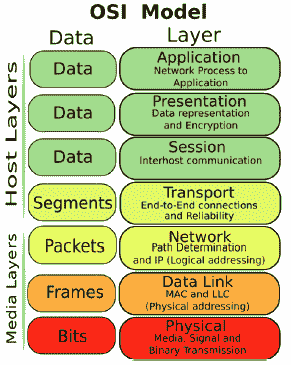 OSI Model
Data
Layer
Host Layers
Data
Application
Network Process to
Application
Data
Presentation
Data representation
and Encryption
Data
Session
Interhost communication
Segments
Transport
End-to-End connections
and Reliability
Media Layers
Packets
Network
Path Determination
and IP (Logical addressing)
Frames
Data Link
MAC and LLC
(Physical addressing)
Bits
Physical
Media, Signal and
Binary Transmission